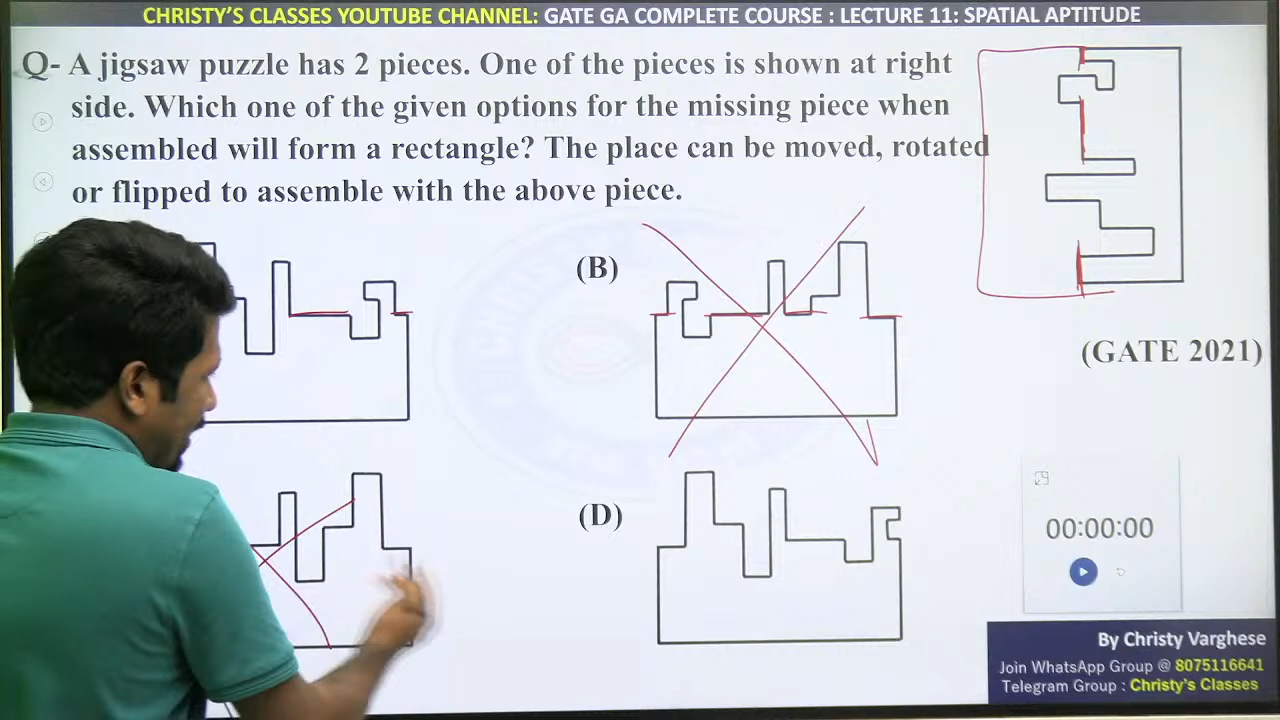 CHRISTY'S CLASSES YOUTUBE CHANNEL: GATE GA COMPLETE COURSE : LECTURE 11: SPATIAL APTITUDE
Q- A jigsaw puzzle has 2 pieces. One of the pieces is shown at right
side. Which one of the given options for the missing piece when
assembled will form a rectangle? The place can be moved, rotated
or flipped to assemble with the above piece.
(B)
(GATE 2021)
(D)
00:00:00
By Christy Varghese
Join WhatsApp Group @ 8075116641
Telegram Group : Christy's Classes